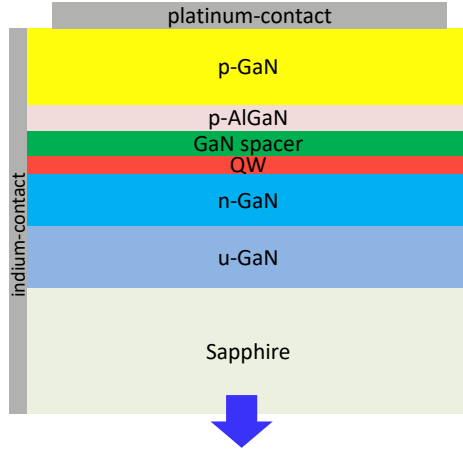 platinum-contact
p-GaN
p-AlGaN
GaN spacer
QW
n-GaN
u-GaN
indium-contact
Sapphire